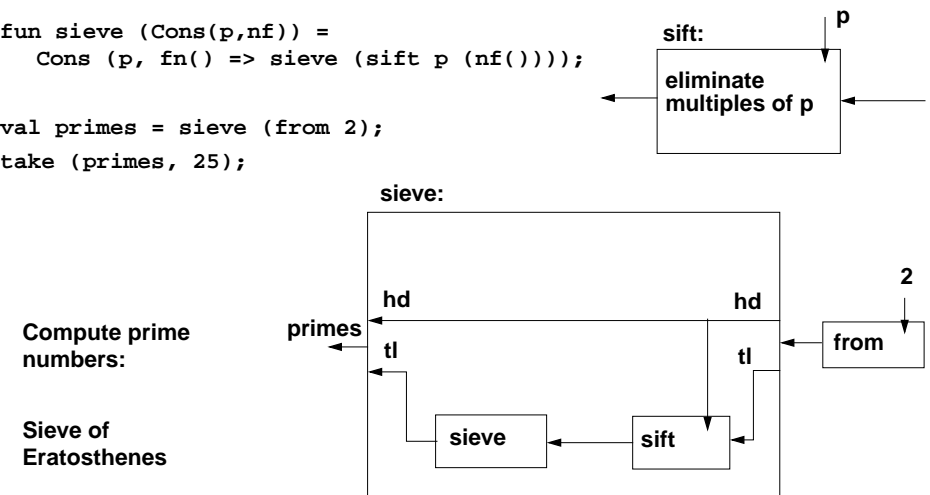 fun sieve (Cons(p,nf)) =
Cons (p, fn() => sieve (sift p (nf())));
val primes = sieve (from 2);
take (primes, 25);
p
sift:
eliminate
multiples of p
sieve:
2
hd
hd
Compute prime
numbers:
primes
tl
tl
from
Sieve of
Eratosthenes
sieve
sift